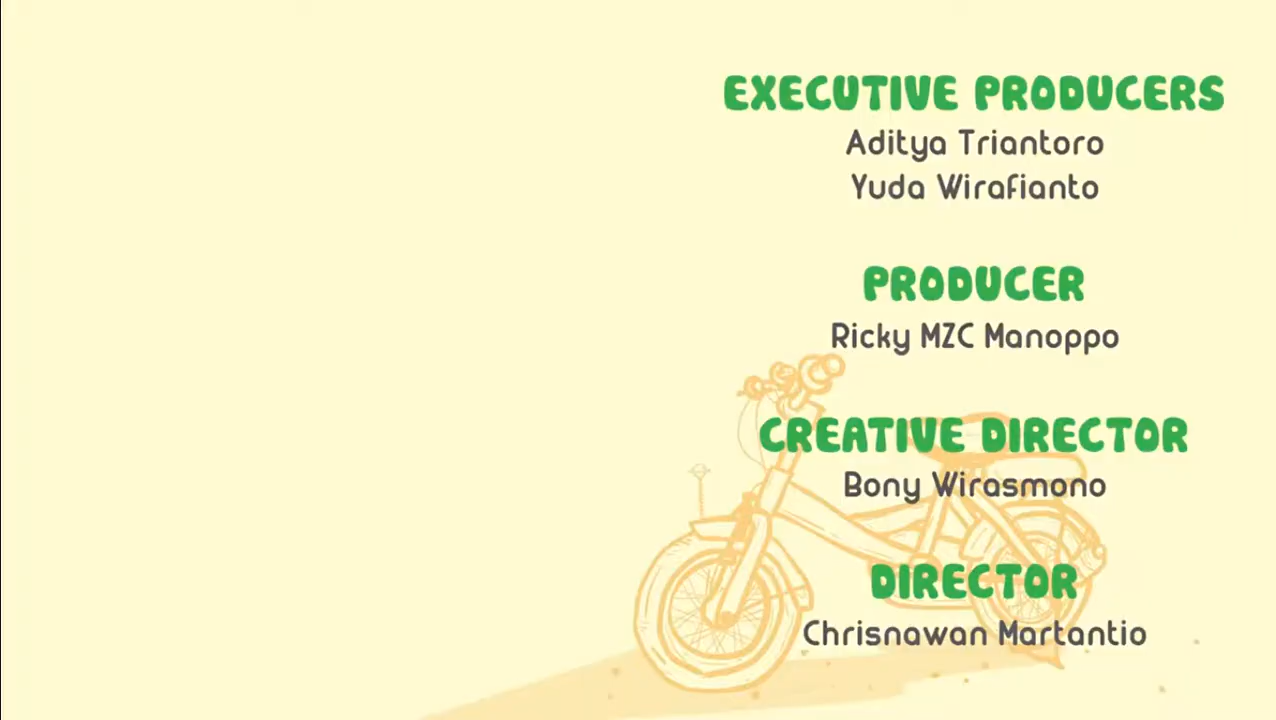 EXECUTIVE PRODUCERS
Aditya Triantoro
Yuda Wirafianto
PRODUCER
Ricky MZC Manoppo
CREATIVE DIRECTOR
Bony Wirasmono
DIRECTOR
Chrisnawan Martantio